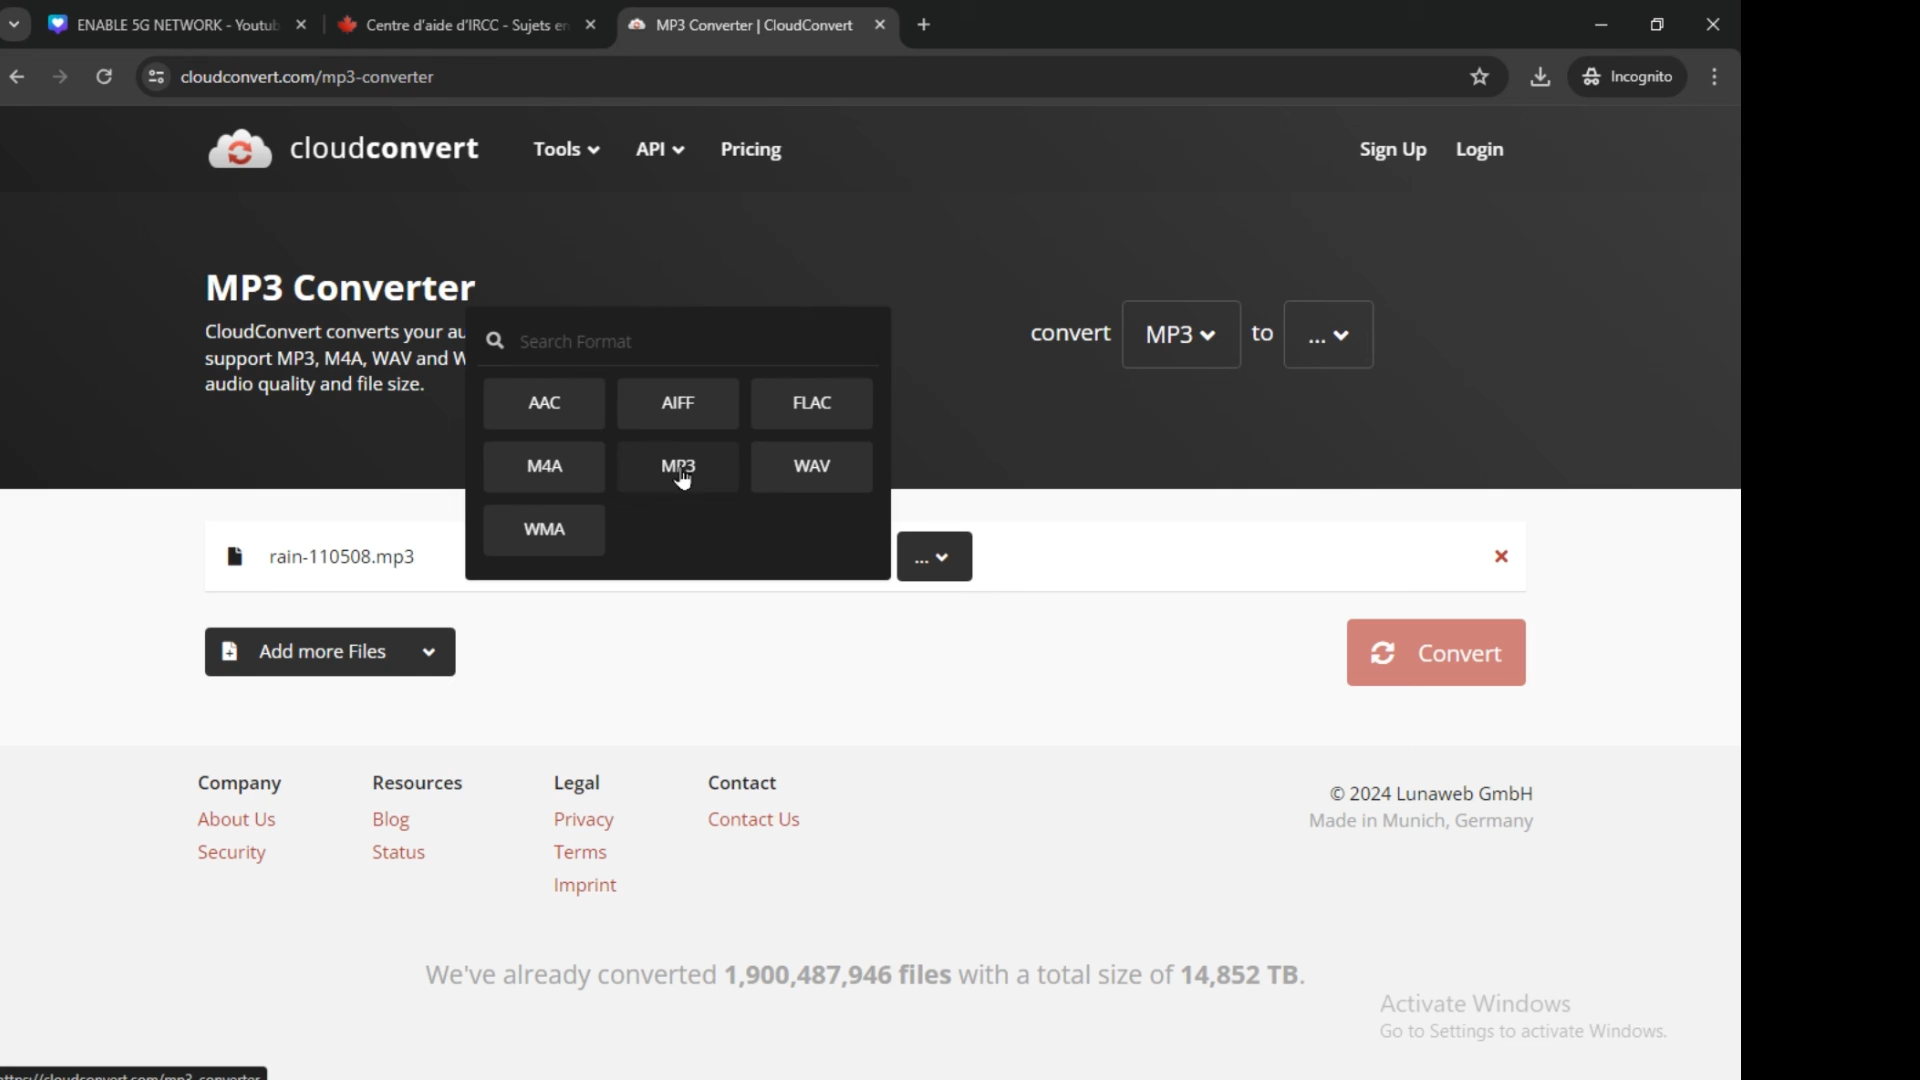 ENABLE 5G NETWORK - Youtub
Centre d'aide d'IRCC - Sujets en
MP3 Converter | CloudConvert
cloudconvert.com/mp3-converter
Incognito
cloudconvert
Tools
API
Pricing
Sign Up
Login
MP3 Converter
CloudConvert converts your au
support MP3, M4A, WAV and W
audio quality and file size.
convert
MP3
to
...
Search Format
AAC
AIFF
FLAC
M4A
MP3
WAV
WMA
rain-110508.mp3
...
Add more Files
Convert
Company
About Us
Security
Resources
Blog
Status
Legal
Privacy
Terms
Imprint
Contact
Contact Us
© 2024 Lunaweb GmbH
Made in Munich, Germany
We've already converted 1,900,487,946 files with a total size of 14,852 TB.
Activate Windows
Go to Settings to activate Windows.